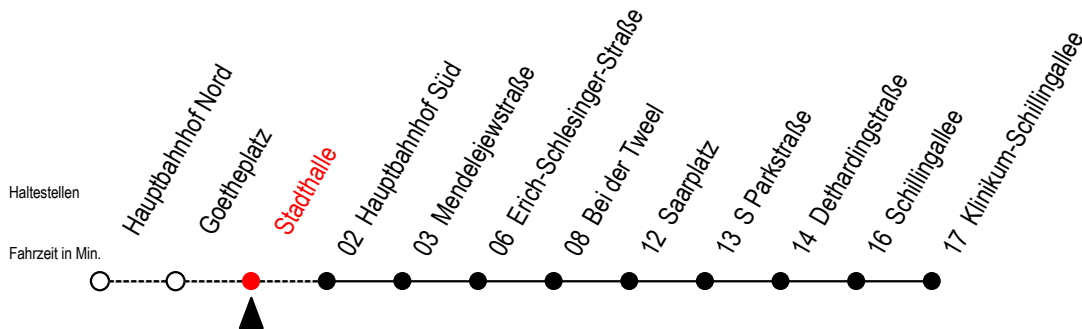 Haltestellen
Fahrzeit in Min.
Hauptbahnhof Nord
Goetheplatz
Stadthalle
02 Hauptbahnhof Süd
03 Mendelejewstraße
06 Erich-Schlesinger-Straße
08 Bei der Tweel
12 Saarplatz
13 S Parkstraße
14 Dethardingstraße
16 Schillingallee
17 Klinikum-Schillingallee